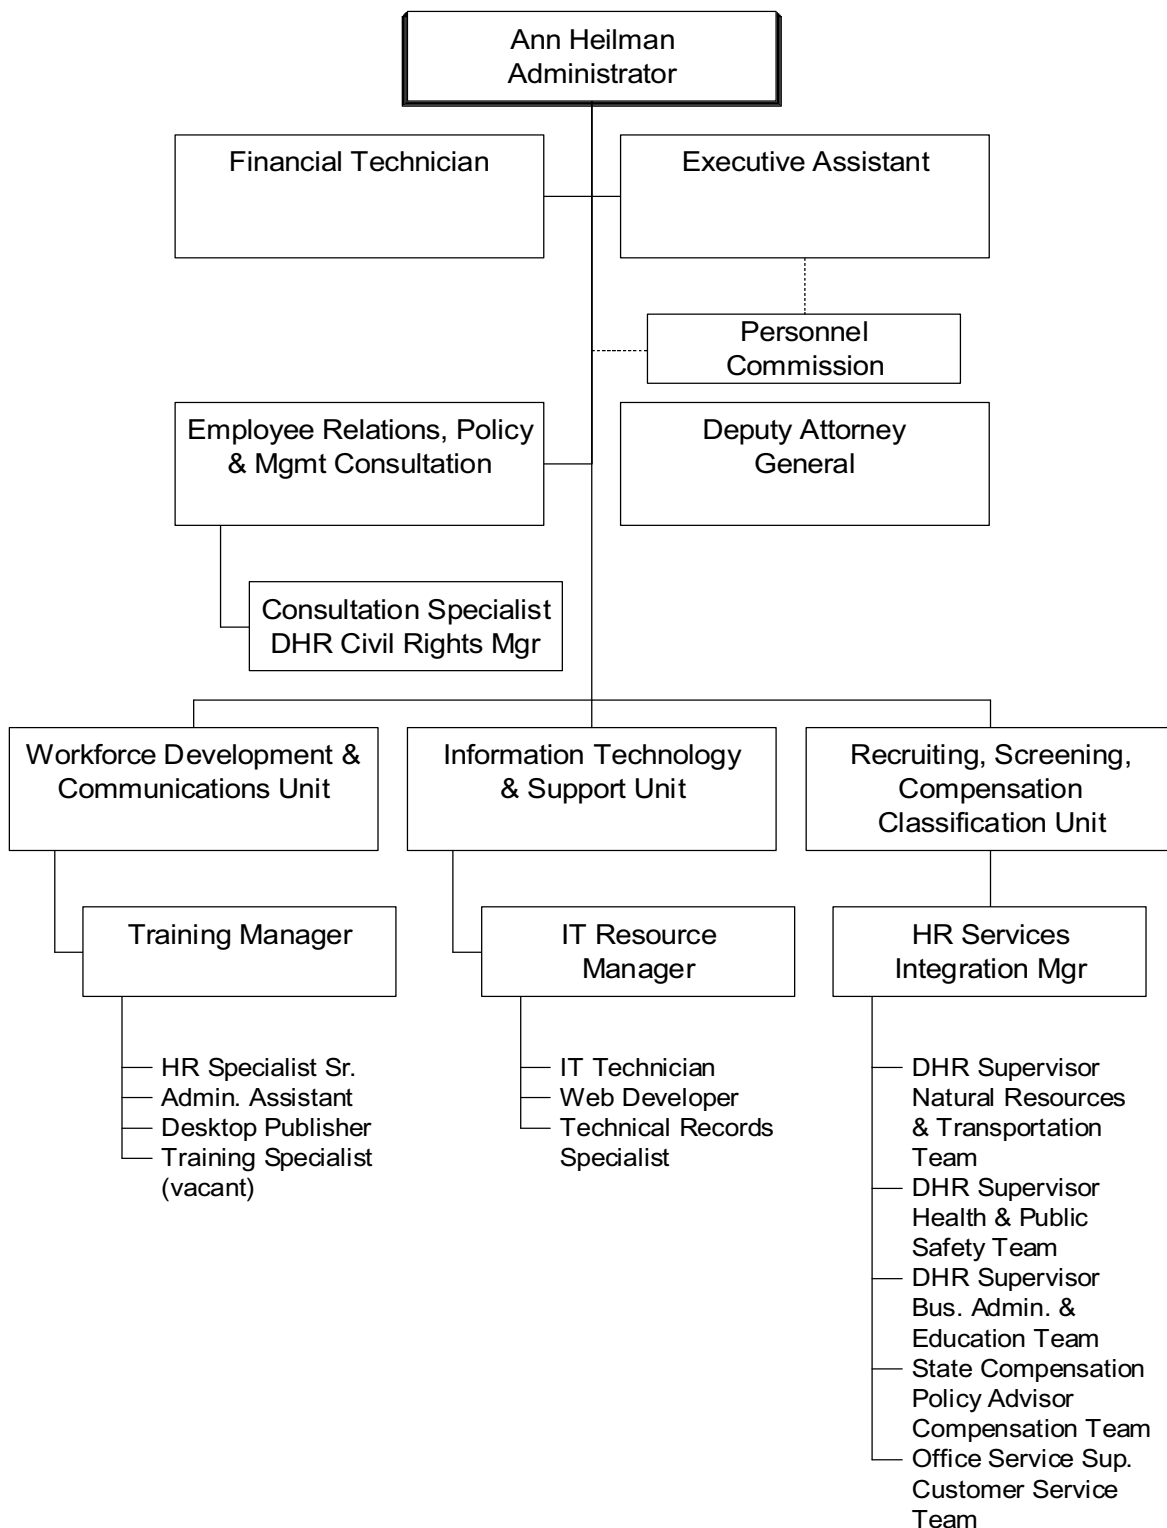 Ann Heilman
Administrator
Financial Technician
Executive Assistant
Personnel
Commission
Employee Relations, Policy
& Mgmt Consultation
Deputy Attorney
General
Consultation Specialist
DHR Civil Rights Mgr
Workforce Development &
Communications Unit
Information Technology
& Support Unit
Recruiting, Screening,
Compensation
Classification Unit
Training Manager
IT Resource
Manager
HR Services
Integration Mgr
HR Specialist Sr.
Admin. Assistant
Desktop Publisher
Training Specialist
(vacant)
IT Technician
Web Developer
Technical Records
Specialist
DHR Supervisor
Natural Resources
& Transportation
Team
DHR Supervisor
Health & Public
Safety Team
DHR Supervisor
Bus. Admin. &
Education Team
State Compensation
Policy Advisor
Compensation Team
Office Service Sup.
Customer Service
Team